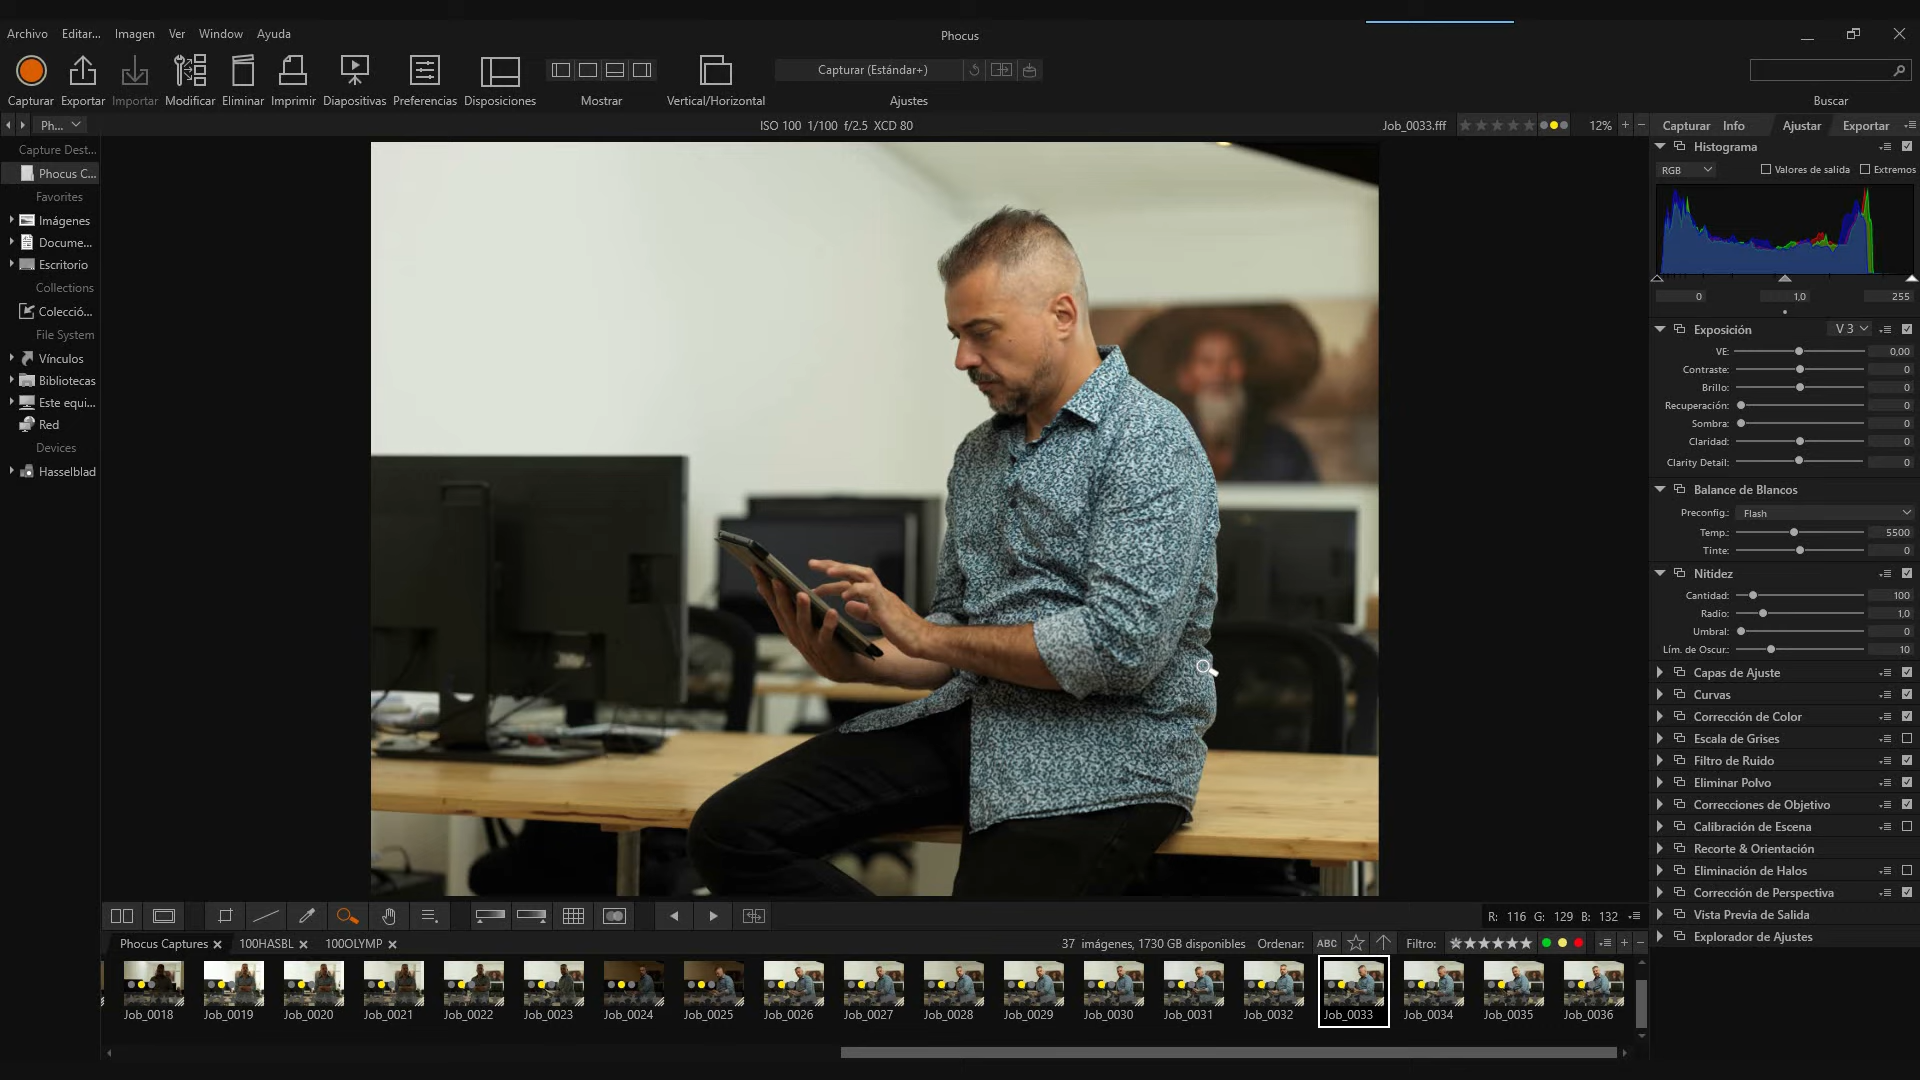 Archivo Editar... Imagen Ver Window Ayuda
Phocus
Capturar Exportar Importar Modificar Eliminar Imprimir Diapositivas Preferencias Disposiciones Mostrar Vertical/Horizontal
Capturar (Estándar+)
Ajustes
Buscar
Ph...
ISO 100 1/100 f/2.5 XCD 80
Job_0033.fff
12% + −
Capturar Info Ajustar Exportar
Capture Dest...
Phocus C...
Favorites
Imágenes
Docume...
Escritorio
Collections
Colecció...
File System
Vínculos
Bibliotecas
Este equi...
Red
Devices
Hasselblad
Histograma
RGB Valores de salida Extremos
0 1,0 255
Exposición V 3
VE: 0,00
Contraste: 0
Brillo: 0
Recuperación: 0
Sombra: 0
Claridad: 0
Clarity Detail: 0
Balance de Blancos
Preconfig.: Flash
Temp.: 5500
Tinte: 0
Nitidez
Cantidad: 100
Radio: 1,0
Umbral: 0
Lím. de Oscur.: 10
Capas de Ajuste
Curvas
Corrección de Color
Escala de Grises
Filtro de Ruido
Eliminar Polvo
Correcciones de Objetivo
Calibración de Escena
Recorte & Orientación
Eliminación de Halos
Corrección de Perspectiva
Vista Previa de Salida
Explorador de Ajustes
R: 116 G: 129 B: 132
Phocus Captures 100HASBL 100OLYMP
37 imágenes, 1730 GB disponibles Ordenar: ABC Filtro:
Job_0018 Job_0019 Job_0020 Job_0021 Job_0022 Job_0023 Job_0024 Job_0025 Job_0026 Job_0027 Job_0028 Job_0029 Job_0030 Job_0031 Job_0032 Job_0033 Job_0034 Job_0035 Job_0036